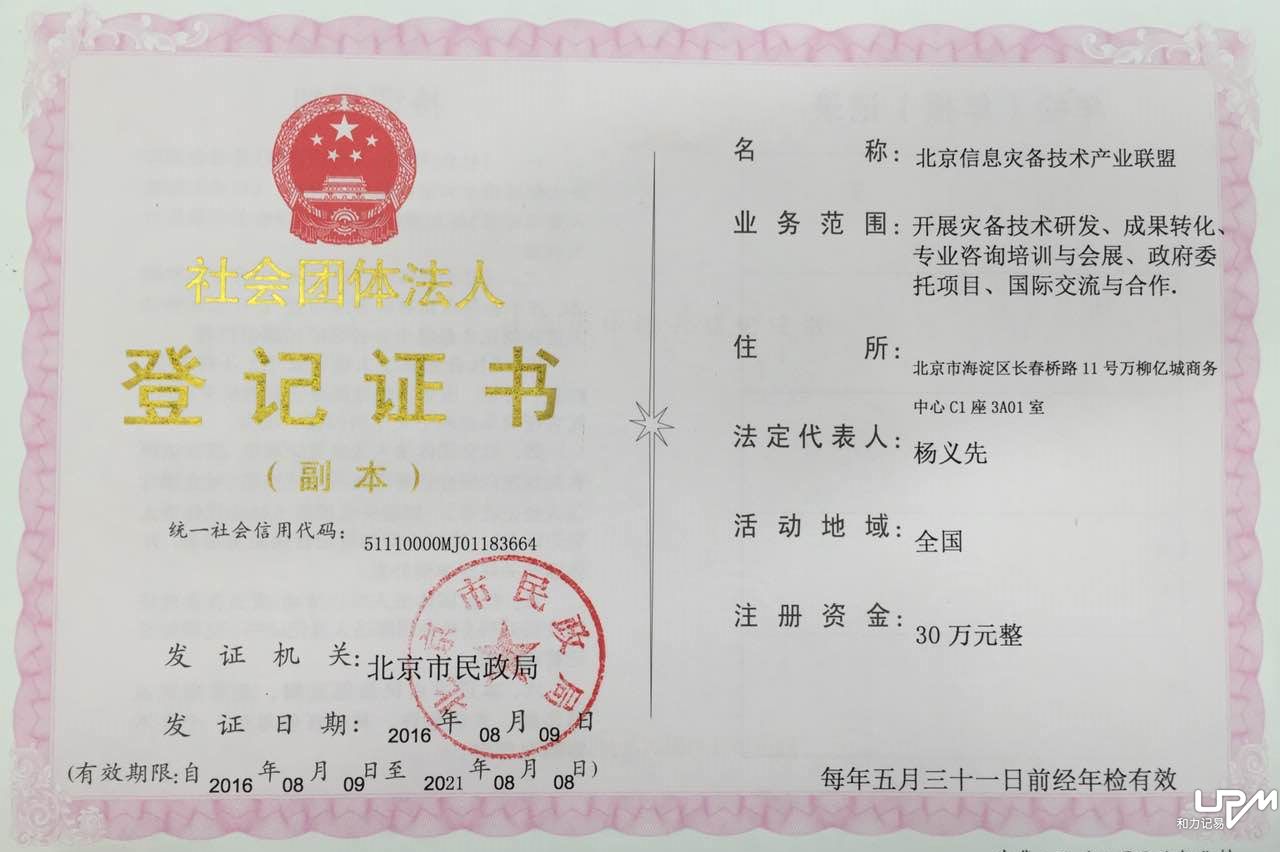 社会团体法人
登记证书
（副本）
统一社会信用代码：51110000MJ01183664
发证机关：北京市民政局
发证日期：2016年08月09日
（有效期限：自2016年08月09日至2021年08月08日）
北京市民政局
名称：北京信息灾备技术产业联盟
业务范围：开展灾备技术研发、成果转化、
专业咨询培训与会展、政府委
托项目、国际交流与合作.
住所：北京市海淀区长春桥路11号万柳亿城商务
中心C1座3A01室
法定代表人：杨义先
活动地域：全国
注册资金：30万元整
每年五月三十一日前经年检有效
UPM
和力记易